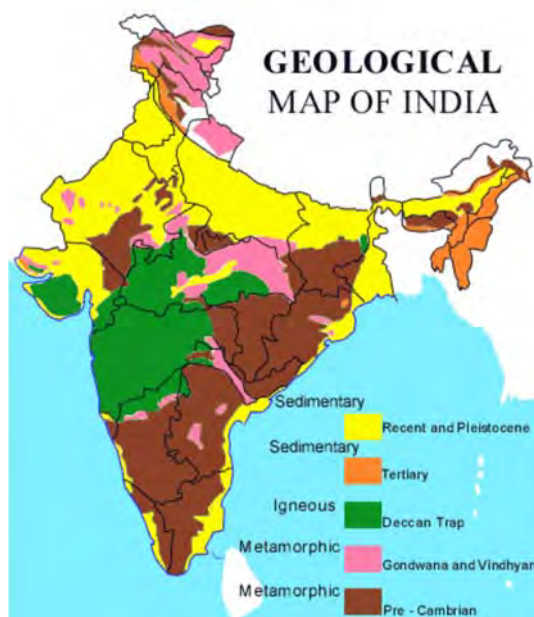 GEOLOGICAL
MAP OF INDIA
Sedimentary
Recent and Pleistocene
Sedimentary
Tertiary
Igneous
Deccan Trap
Metamorphic
Gondwana and Vindhyan
Metamorphic
Pre - Cambrian